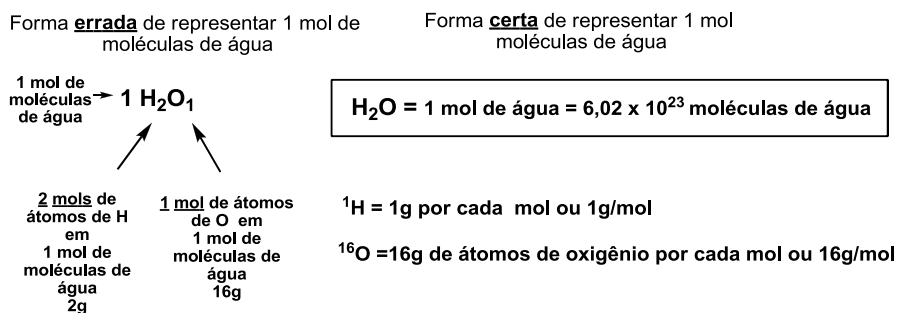 Forma errada de representar 1 mol de
moléculas de água
1 mol de
moléculas
de água
1 H₂O₁
2 mols de
átomos de H
em
1 mol de
moléculas de
água
2g
1 mol de átomos
de O em
1 mol de
moléculas de
água
16g
Forma certa de representar 1 mol
moléculas de água
H₂O = 1 mol de água = 6,02 x 10²³ moléculas de água
¹H = 1g por cada mol ou 1g/mol
¹⁶O =16g de átomos de oxigênio por cada mol ou 16g/mol